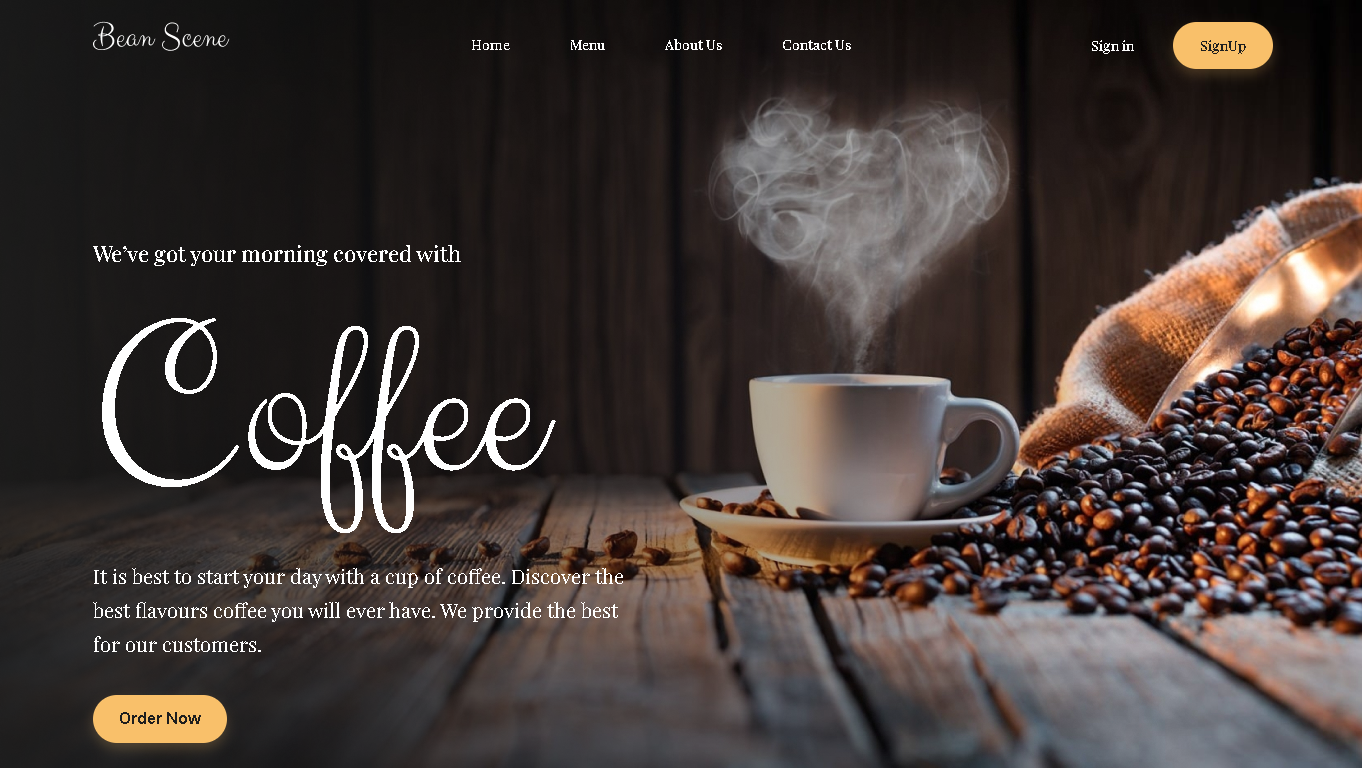 Bean Scene
Home
Menu
About Us
Contact Us
Sign in
SignUp
We’ve got your morning covered with
Coffee
It is best to start your day with a cup of coffee. Discover the
best flavours coffee you will ever have. We provide the best
for our customers.
Order Now